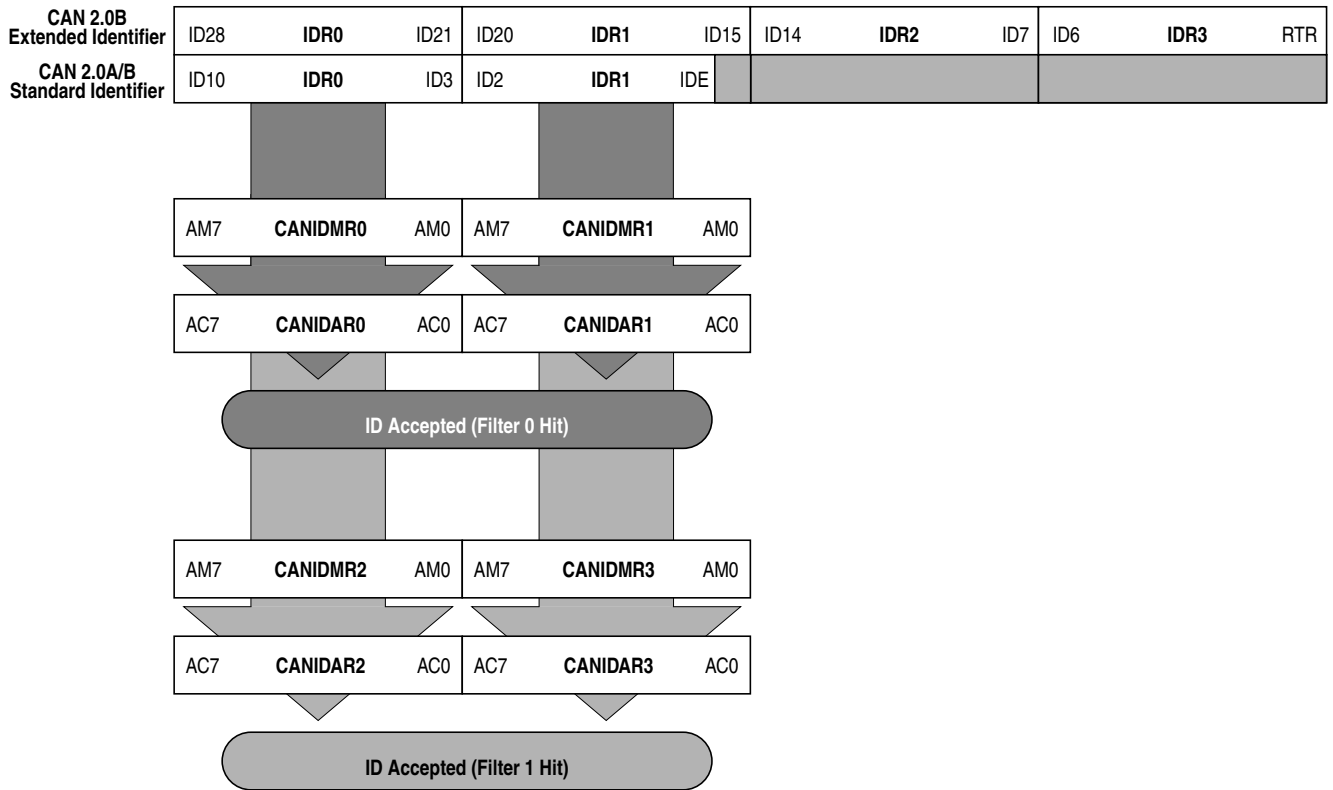 CAN 2.0B
Extended Identifier
ID28 IDR0 ID21 ID20 IDR1 ID15 ID14 IDR2 ID7 ID6 IDR3 RTR
CAN 2.0A/B
Standard Identifier
ID10 IDR0 ID3 ID2 IDR1 IDE
AM7 CANIDMR0 AM0 AM7 CANIDMR1 AM0
AC7 CANIDAR0 AC0 AC7 CANIDAR1 AC0
ID Accepted (Filter 0 Hit)
AM7 CANIDMR2 AM0 AM7 CANIDMR3 AM0
AC7 CANIDAR2 AC0 AC7 CANIDAR3 AC0
ID Accepted (Filter 1 Hit)